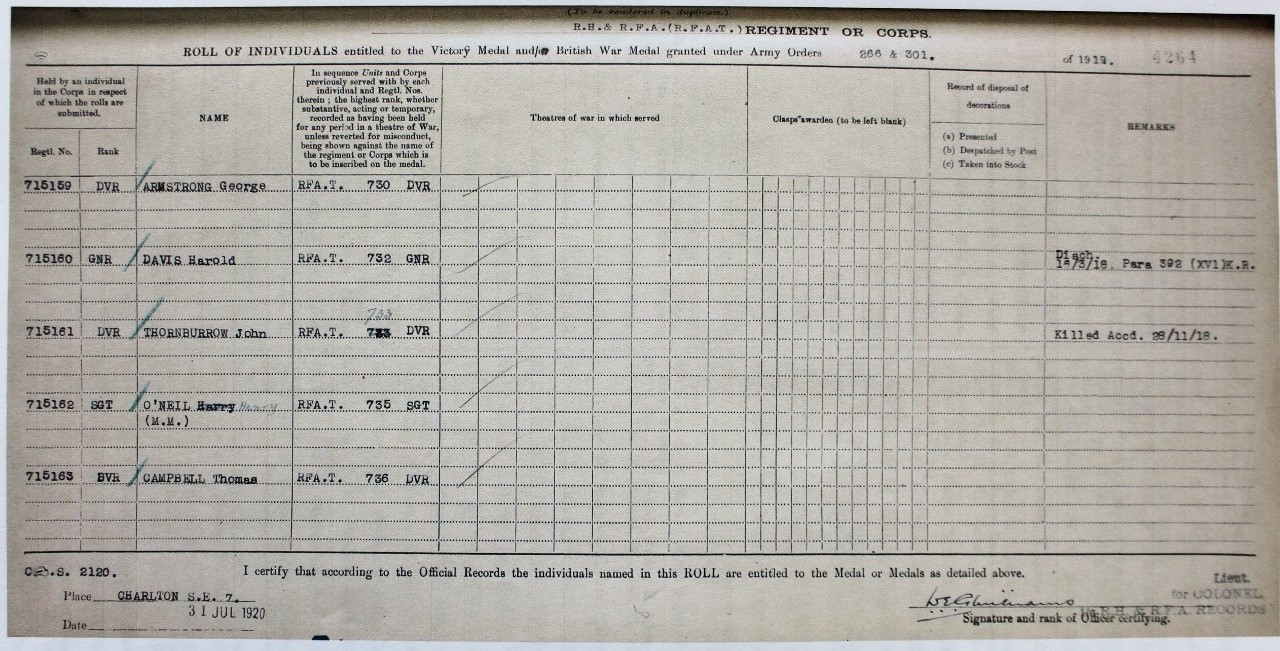 (To be rendered in duplicate.)
R.H.& R.F.A.(R.F.A.T.) REGIMENT OR CORPS.
ROLL OF INDIVIDUALS entitled to the Victory Medal and/or British War Medal granted under Army Orders 266 & 301. of 1919. 4264
Held by an individual in the Corps in respect of which the rolls are submitted.
Regtl. No.
Rank
NAME
In sequence Units and Corps
previously served with by each
individual and Regtl. Nos.
therein ; the highest rank, whether
substantive, acting or temporary,
recorded as having been held
for any period in a theatre of War,
unless reverted for misconduct,
being shown against the name of
the regiment or Corps which is
to be inscribed on the medal.
Theatres of war in which served
Clasps awarded (to be left blank)
Record of disposal of
decorations
(a) Presented
(b) Despatched by Post
(c) Taken into Stock
REMARKS
715159 DVR ARMSTRONG George RFA.T. 730 DVR
715160 GNR DAVIS Harold RFA.T. 732 GNR Disch.
/3/18. Para 392 (XVI)K.R.
733
715161 DVR THORNBURROW John RFA.T. 733 DVR Killed Accd. 28/11/18.
715162 SGT O'NEIL Harry Henry RFA.T. 735 SGT
(M.M.)
715163 DVR CAMPBELL Thomas RFA.T. 736 DVR
.S. 2120. I certify that according to the Official Records the individuals named in this ROLL are entitled to the Medal or Medals as detailed above.
Place CHARLTON S.E. 7.
31 JUL 1920
Date
Lieut.
for COLONEL
R.H. & R.F.A. RECORDS
Signature and rank of Officer certifying.